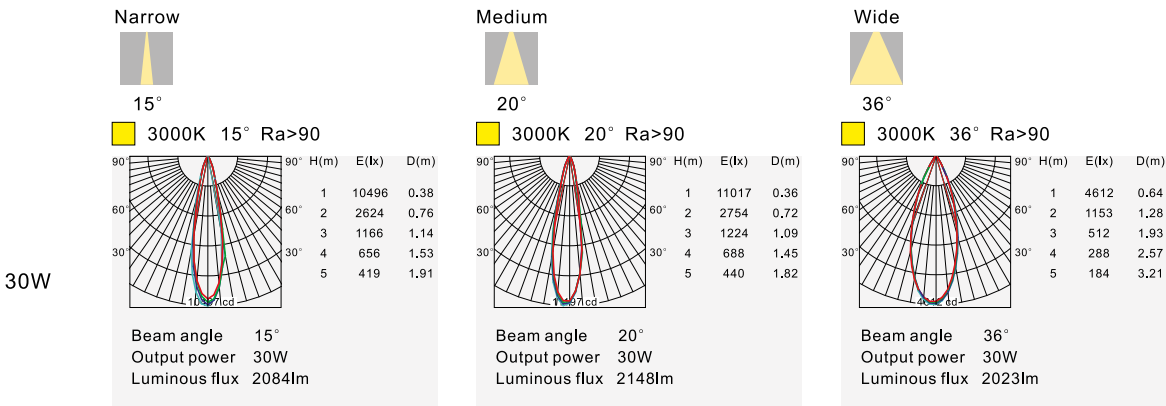 Narrow
15°
3000K 15° Ra>90
90° 90° H(m) E(lx) D(m)
1 10496 0.38
60° 60° 2 2624 0.76
3 1166 1.14
30° 30° 4 656 1.53
5 419 1.91
Beam angle 15°
Output power 30W
Luminous flux 2084lm
Medium
20°
3000K 20° Ra>90
90° 90° H(m) E(lx) D(m)
1 11017 0.36
60° 60° 2 2754 0.72
3 1224 1.09
30° 30° 4 688 1.45
5 440 1.82
Beam angle 20°
Output power 30W
Luminous flux 2148lm
Wide
36°
3000K 36° Ra>90
90° 90° H(m) E(lx) D(m)
1 4612 0.64
60° 60° 2 1153 1.28
3 512 1.93
30° 30° 4 288 2.57
5 184 3.21
Beam angle 36°
Output power 30W
Luminous flux 2023lm
30W